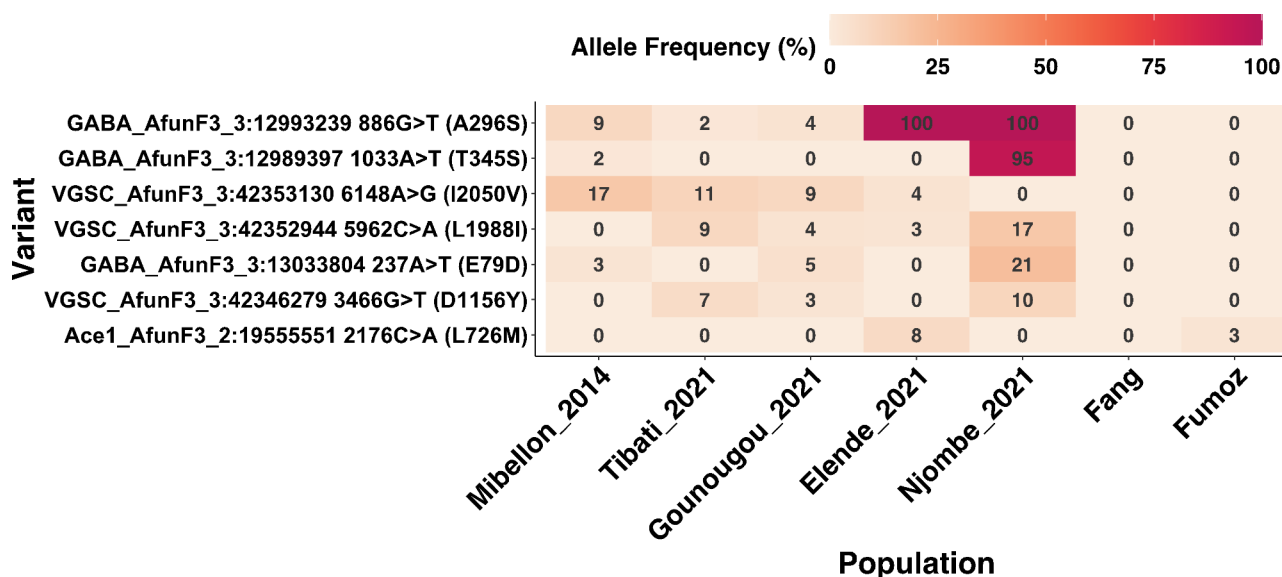 Allele Frequency (%)
0 25 50 75 100
Variant
GABA_AfunF3_3:12993239 886G>T (A296S) 9 2 4 100 100 0 0
GABA_AfunF3_3:12989397 1033A>T (T345S) 2 0 0 0 95 0 0
VGSC_AfunF3_3:42353130 6148A>G (I2050V) 17 11 9 4 0 0 0
VGSC_AfunF3_3:42352944 5962C>A (L1988I) 0 9 4 3 17 0 0
GABA_AfunF3_3:13033804 237A>T (E79D) 3 0 5 0 21 0 0
VGSC_AfunF3_3:42346279 3466G>T (D1156Y) 0 7 3 0 10 0 0
Ace1_AfunF3_2:19555551 2176C>A (L726M) 0 0 0 8 0 0 3
Mibellon_2014
Tibati_2021
Gounougou_2021
Elende_2021
Njombe_2021
Fang
Fumoz
Population